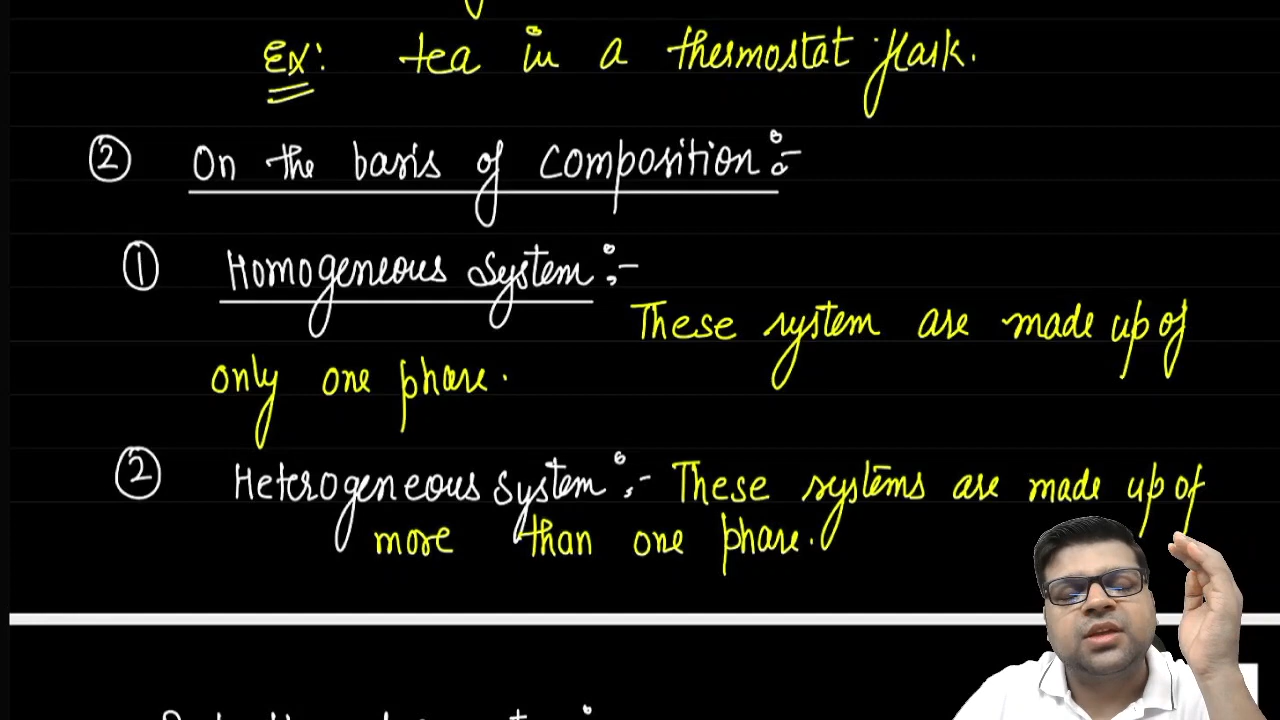 Ex: tea in a thermostat flask.
② On the basis of composition:-
① Homogeneous system:-
These system are made up of
only one phase.
② Heterogeneous system:- These systems are made up of
more than one phase.